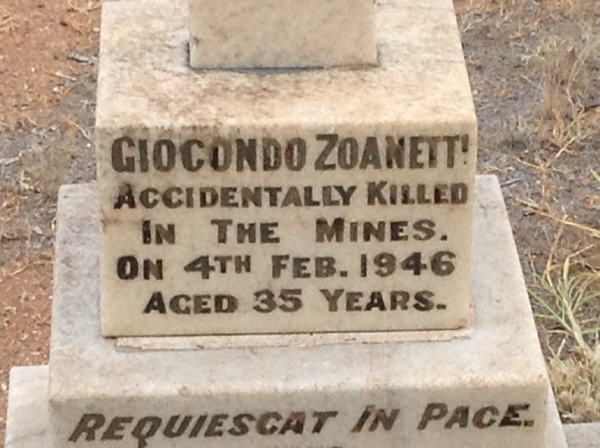 GIOCONDO ZOANETTI
ACCIDENTALLY KILLED
IN THE MINES.
ON 4TH FEB. 1946
AGED 35 YEARS.
REQUIESCAT IN PACE.